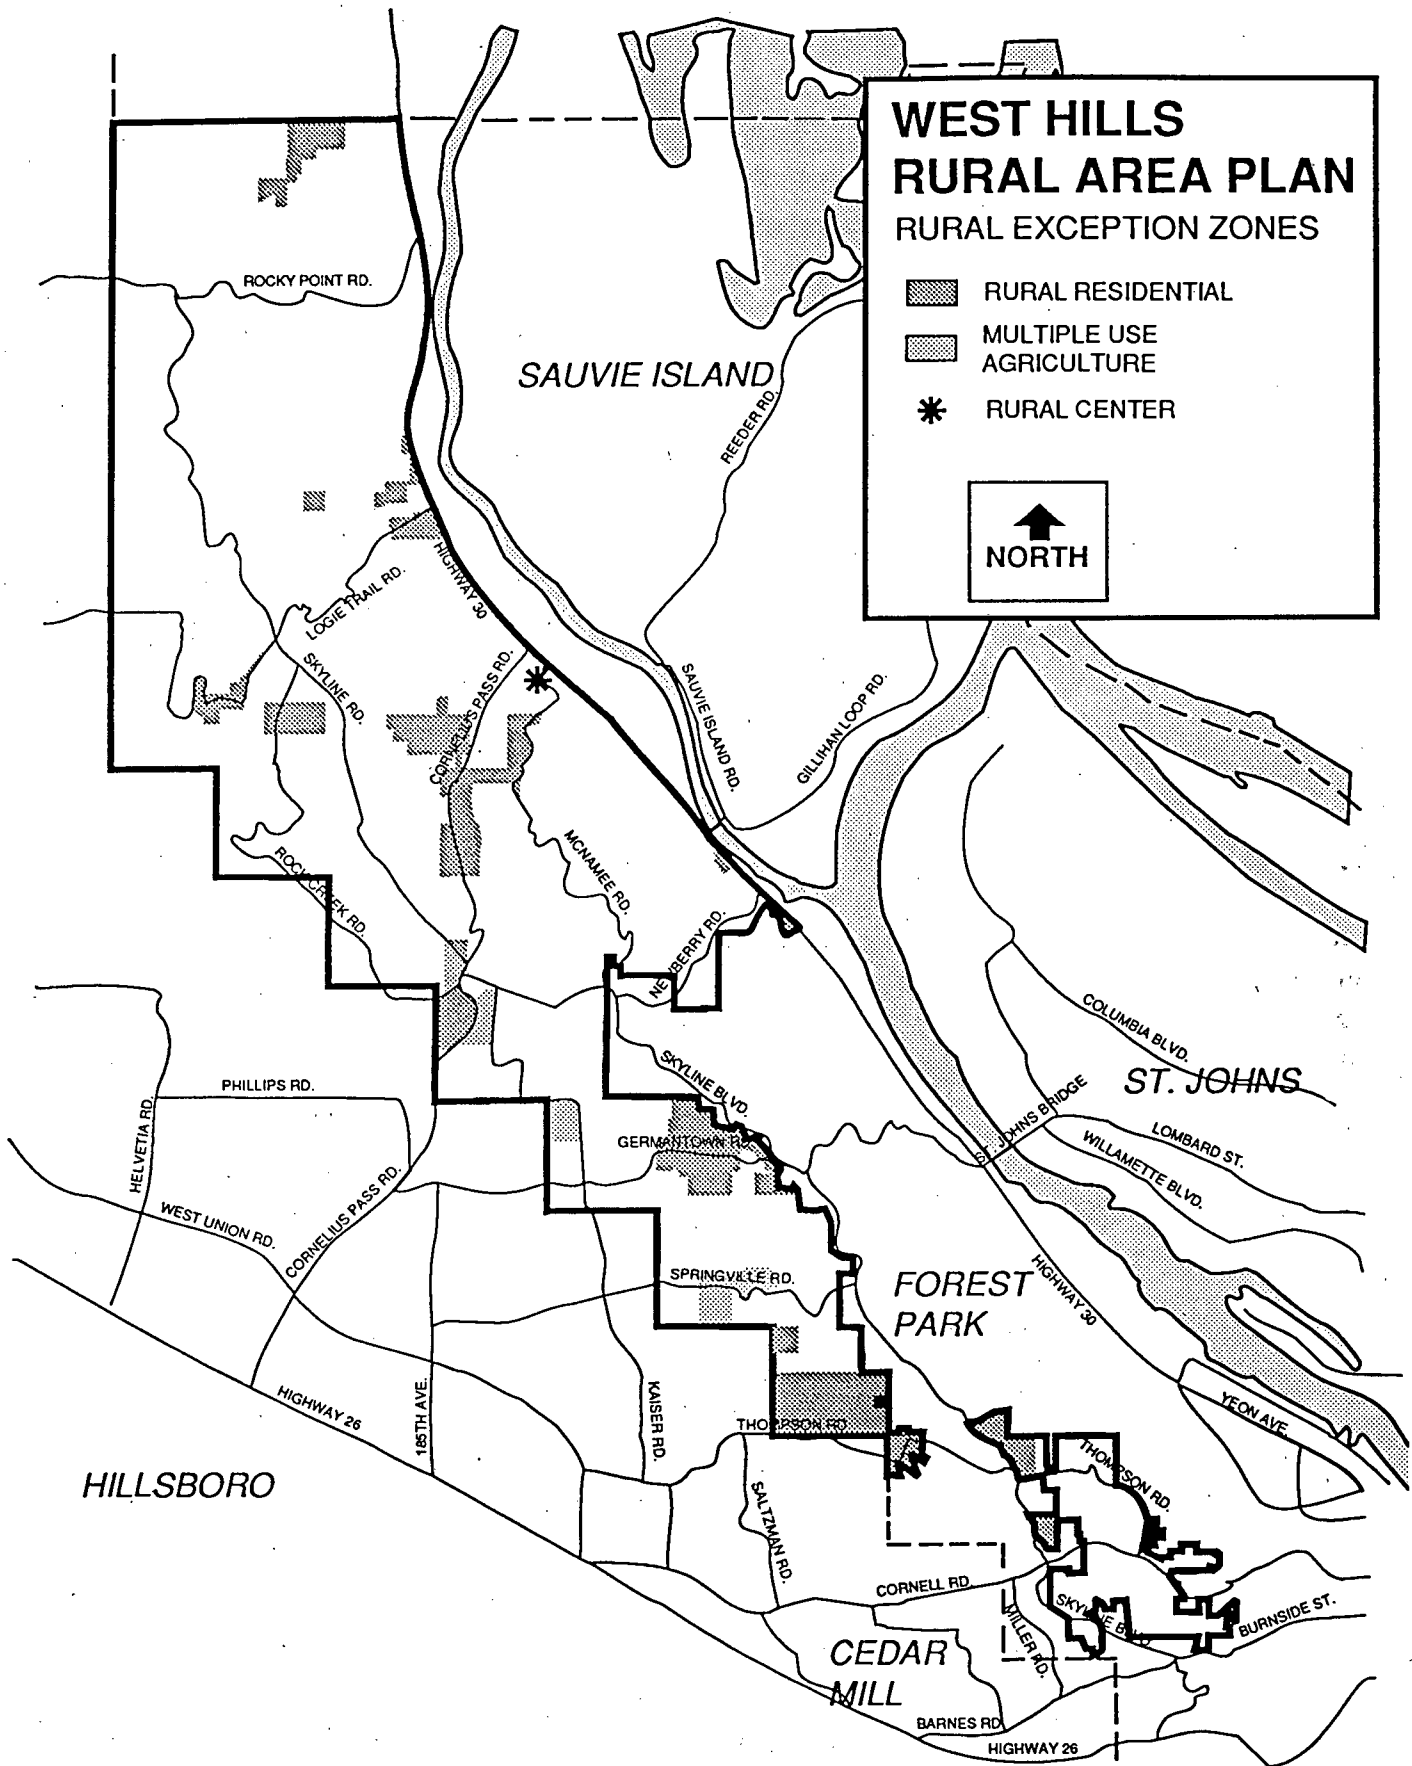 WEST HILLS
RURAL AREA PLAN
RURAL EXCEPTION ZONES
RURAL RESIDENTIAL
MULTIPLE USE
AGRICULTURE
RURAL CENTER
NORTH
ROCKY POINT RD.
SAUVIE ISLAND
REEDER RD.
HIGHWAY 30
LOGIE TRAIL RD.
SKYLINE RD.
CORNELIUS PASS RD.
SAUVIE ISLAND RD.
GILLIHAN LOOP RD.
MCNAMEE RD.
ROCK CREEK RD.
NEWBERRY RD.
COLUMBIA BLVD.
SKYLINE BLVD.
ST. JOHNS
PHILLIPS RD.
HELVETIA RD.
GERMANTOWN RD.
ST. JOHNS BRIDGE
LOMBARD ST.
WILLAMETTE BLVD.
WEST UNION RD.
CORNELIUS PASS RD.
SPRINGVILLE RD.
FOREST
PARK
HIGHWAY 30
HIGHWAY 26
185TH AVE.
KAISER RD.
THOMPSON RD.
YEON AVE.
THOMPSON RD.
HILLSBORO
SALTZMAN RD.
CORNELL RD.
MILLER RD.
SKYLINE BLVD.
BURNSIDE ST.
CEDAR
MILL
BARNES RD.
HIGHWAY 26